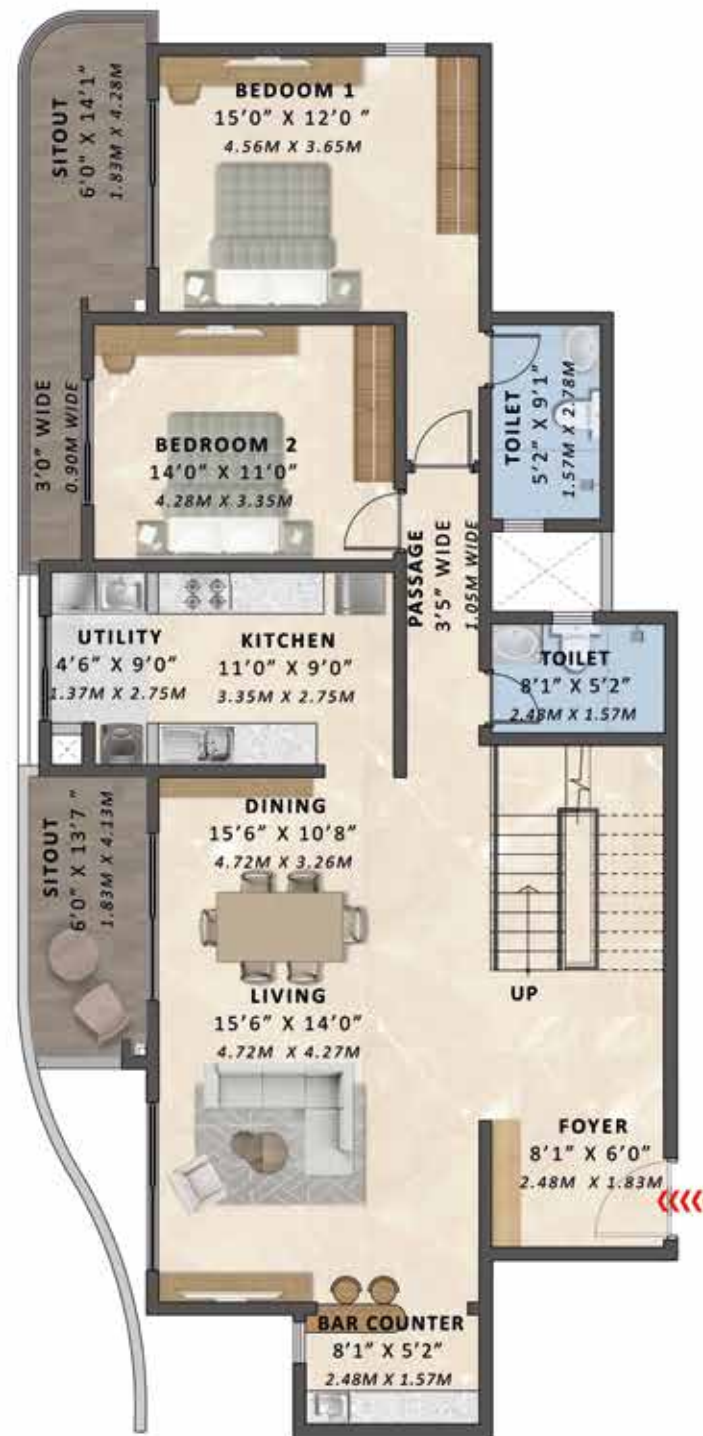 BEDOOM 1
15’0” X 12’0 ”
4.56M X 3.65M
SITOUT
6’0” X 14’1”
1.83M X 4.28M
3’0” WIDE
0.90M WIDE
BEDROOM 2
14’0” X 11’0”
4.28M X 3.35M
TOILET
5’2” X 9’1”
1.57M X 2.78M
PASSAGE
3’5” WIDE
1.05M WIDE
UTILITY
4’6” X 9’0”
1.37M X 2.75M
KITCHEN
11’0” X 9’0”
3.35M X 2.75M
TOILET
8’1” X 5’2”
2.48M X 1.57M
SITOUT
6’0” X 13’7”
1.83M X 4.13M
DINING
15’6” X 10’8”
4.72M X 3.26M
LIVING
15’6” X 14’0”
4.72M X 4.27M
UP
FOYER
8’1” X 6’0”
2.48M X 1.83M
BAR COUNTER
8’1” X 5’2”
2.48M X 1.57M